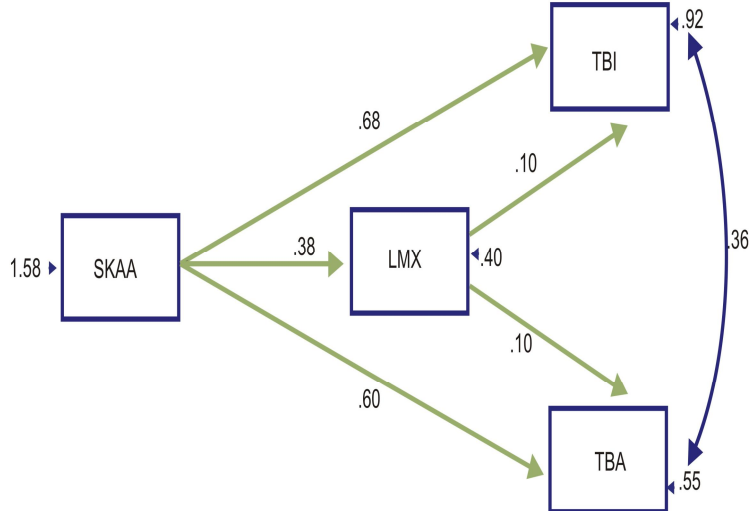 .92
TBI
.68
.10
.36
.38
LMX
.40
1.58
SKAA
.10
.60
TBA
.55